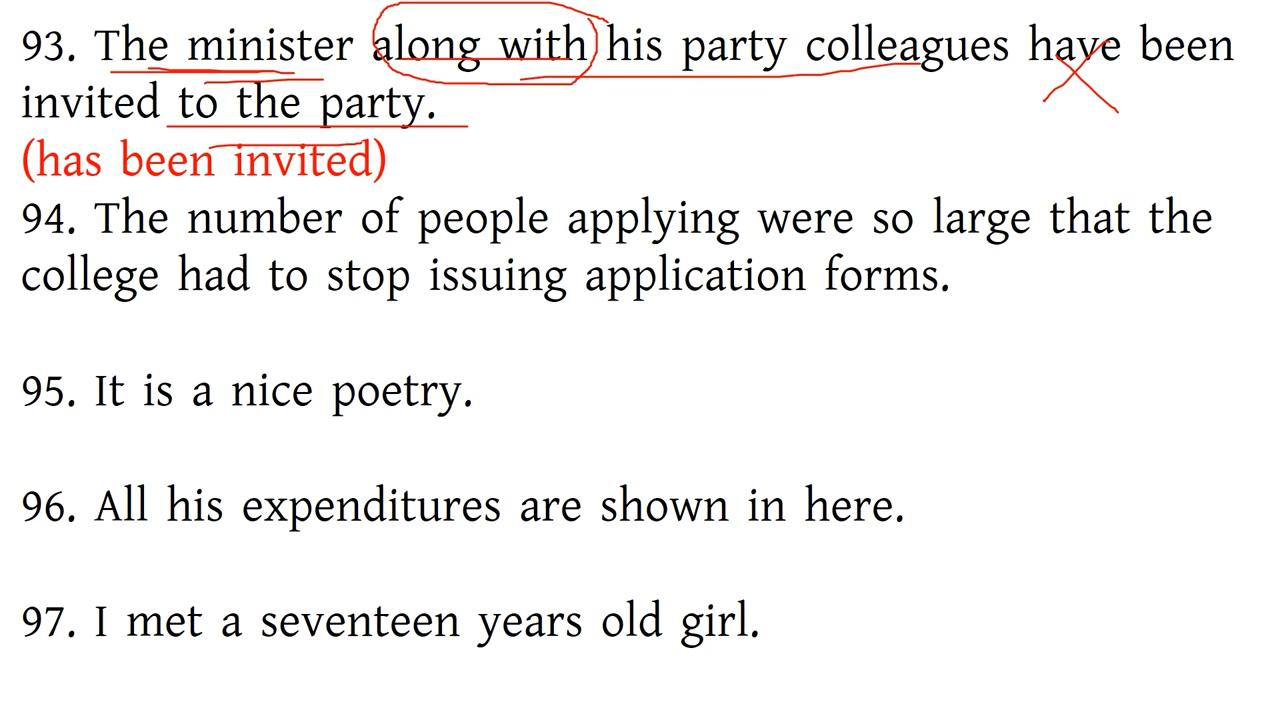 93. The minister along with his party colleagues have been
invited to the party.
(has been invited)
94. The number of people applying were so large that the
college had to stop issuing application forms.
95. It is a nice poetry.
96. All his expenditures are shown in here.
97. I met a seventeen years old girl.